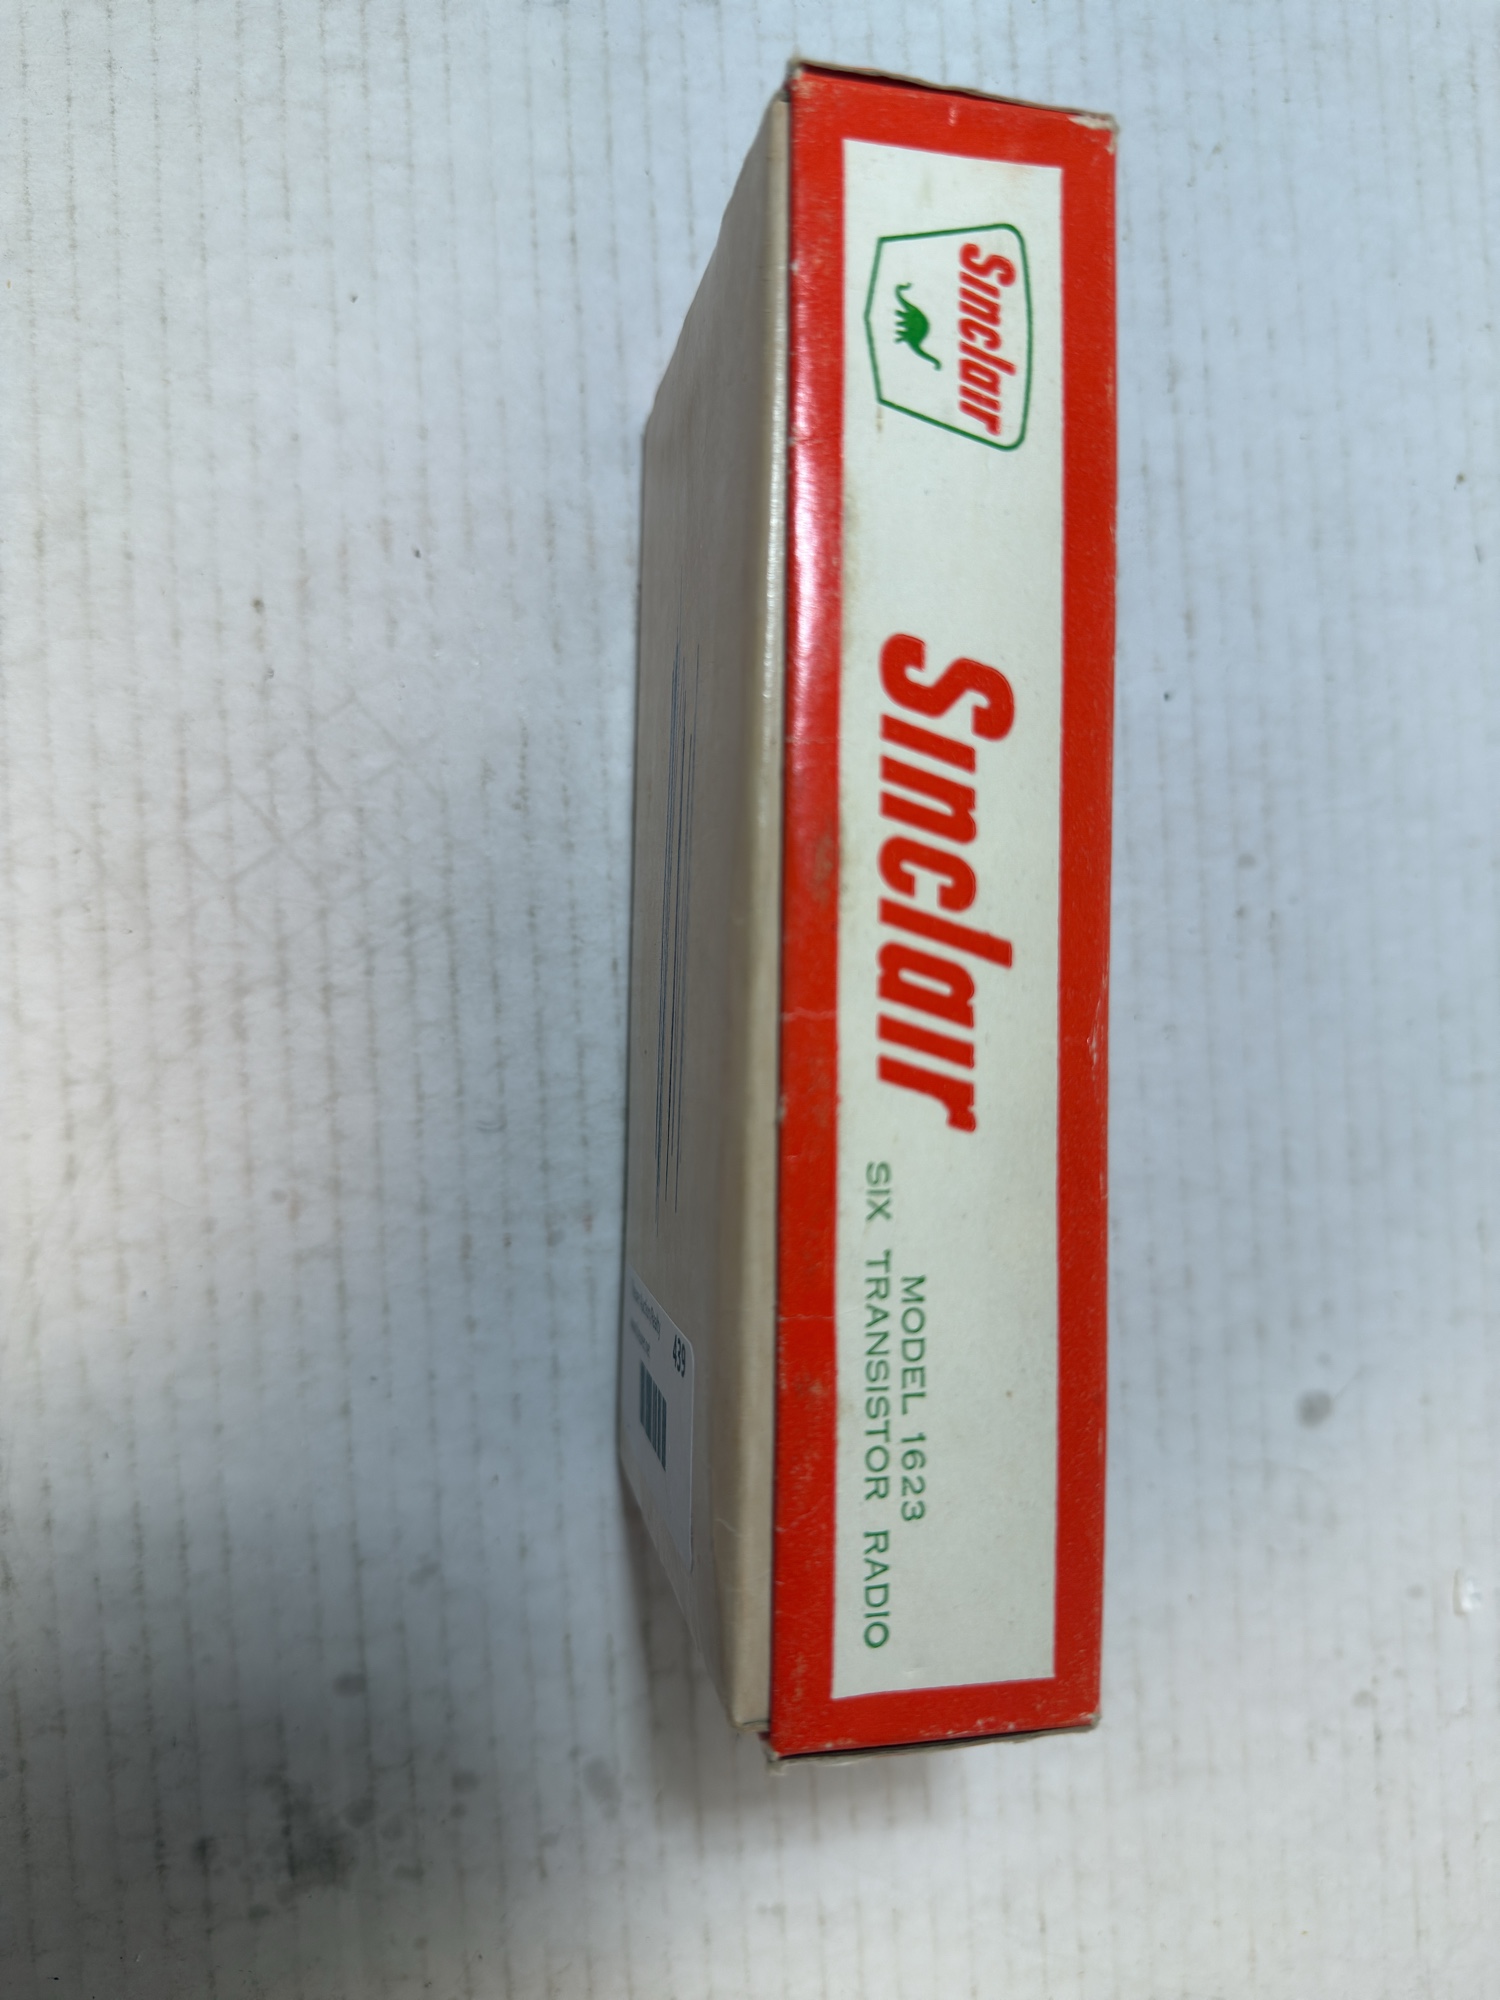 Sinclair
Sinclair
MODEL 1623
SIX TRANSISTOR RADIO
439